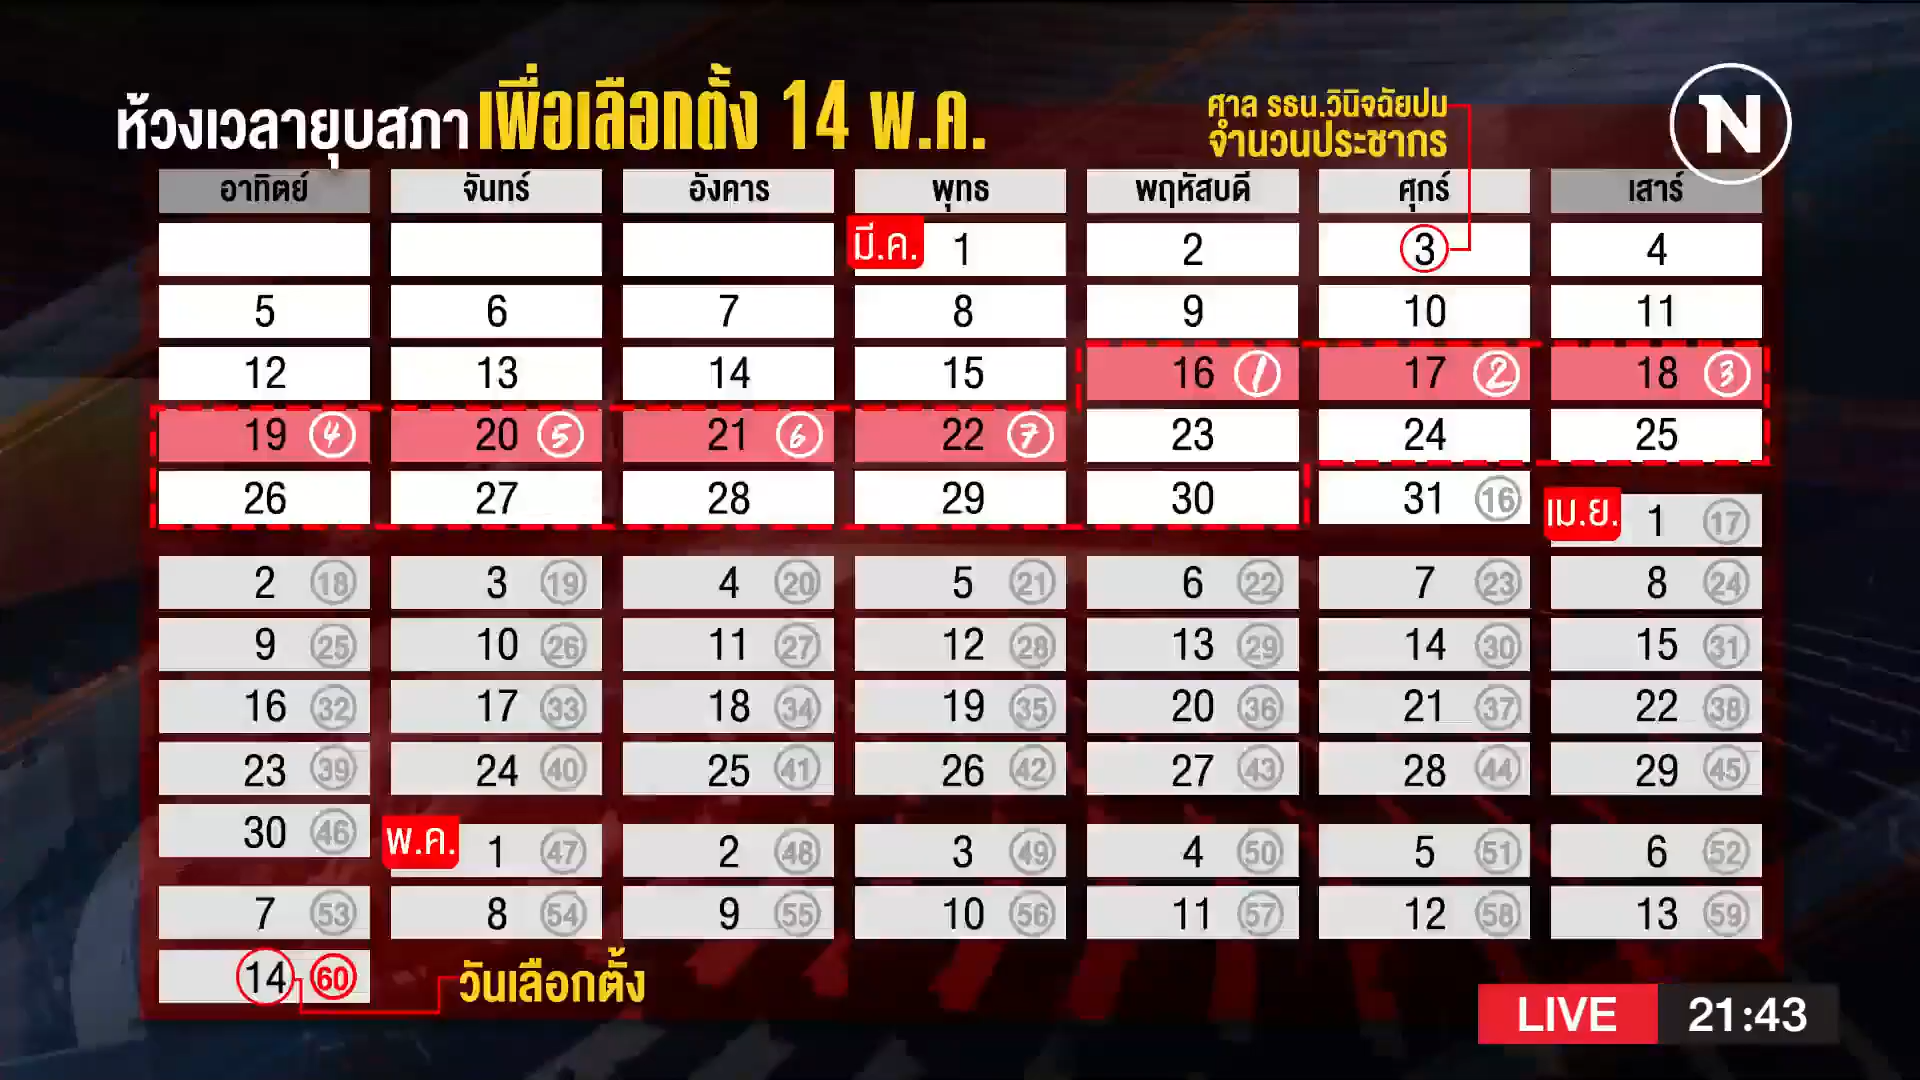 ห้วงเวลายุบสภา เพื่อเลือกตั้ง 14 พ.ค.
ศาล รธน.วินิจฉัยปม
จำนวนประชากร
N
อาทิตย์ จันทร์ อังคาร พุทธ พฤหัสบดี ศุกร์ เสาร์
มี.ค. 1 2 3 4
5 6 7 8 9 10 11
12 13 14 15 16 1 17 2 18 3
19 4 20 5 21 6 22 7 23 24 25
26 27 28 29 30 31 16 เม.ย. 1 17
2 18 3 19 4 20 5 21 6 22 7 23 8 24
9 25 10 26 11 27 12 28 13 29 14 30 15 31
16 32 17 33 18 34 19 35 20 36 21 37 22 38
23 39 24 40 25 41 26 42 27 43 28 44 29 45
30 46 พ.ค. 1 47 2 48 3 49 4 50 5 51 6 52
7 53 8 54 9 55 10 56 11 57 12 58 13 59
14 60 วันเลือกตั้ง
LIVE 21:43